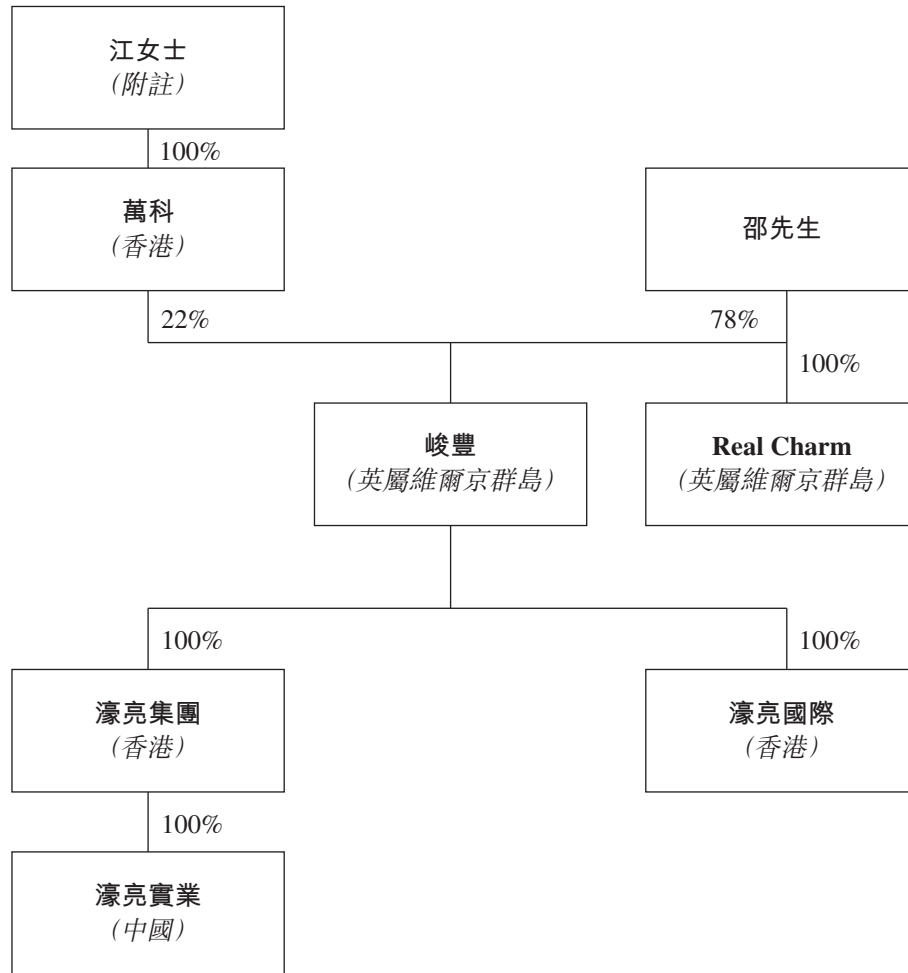 江女士
(附註)
100%
萬科
(香港)
邵先生
22%
78%
100%
峻豐
(英屬維爾京群島)
Real Charm
(英屬維爾京群島)
100%
100%
濠亮集團
(香港)
濠亮國際
(香港)
100%
濠亮實業
(中國)